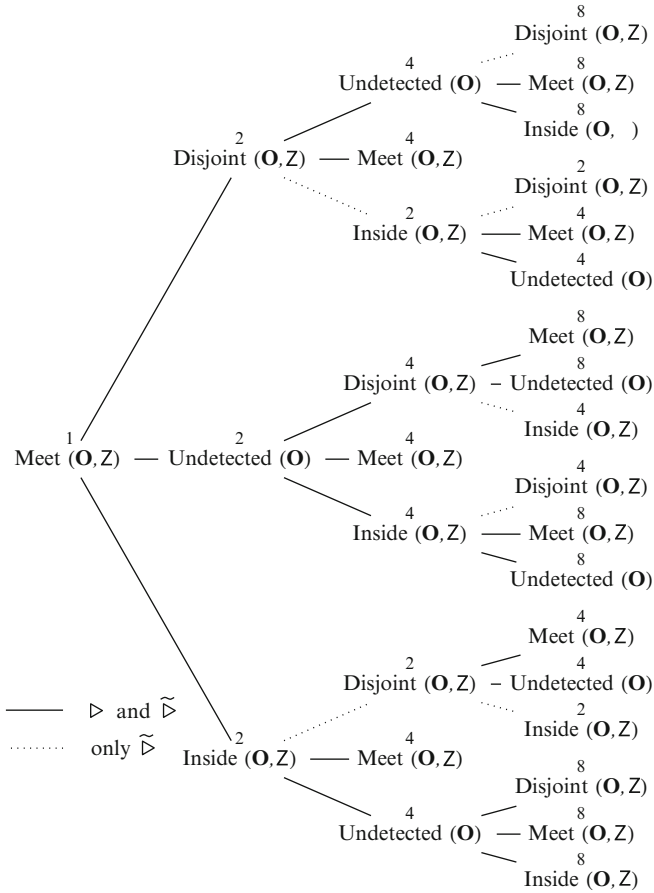 8
Disjoint (O, Z)
4 8
Undetected (O) Meet (O, Z)
8
Inside (O, )
2 4
Disjoint (O, Z) Meet (O, Z)
2
Disjoint (O, Z)
2 4
Inside (O, Z) Meet (O, Z)
4
Undetected (O)
8
Meet (O, Z)
4 8
Disjoint (O, Z) Undetected (O)
4
Inside (O, Z)
1 2 4
Meet (O, Z) Undetected (O) Meet (O, Z)
4
Disjoint (O, Z)
4 8
Inside (O, Z) Meet (O, Z)
8
Undetected (O)
4
Meet (O, Z)
2 4
Disjoint (O, Z) Undetected (O)
2
Inside (O, Z)
▷ and ▷̃
only ▷̃
2 4
Inside (O, Z) Meet (O, Z)
8
Disjoint (O, Z)
4 8
Undetected (O) Meet (O, Z)
8
Inside (O, Z)